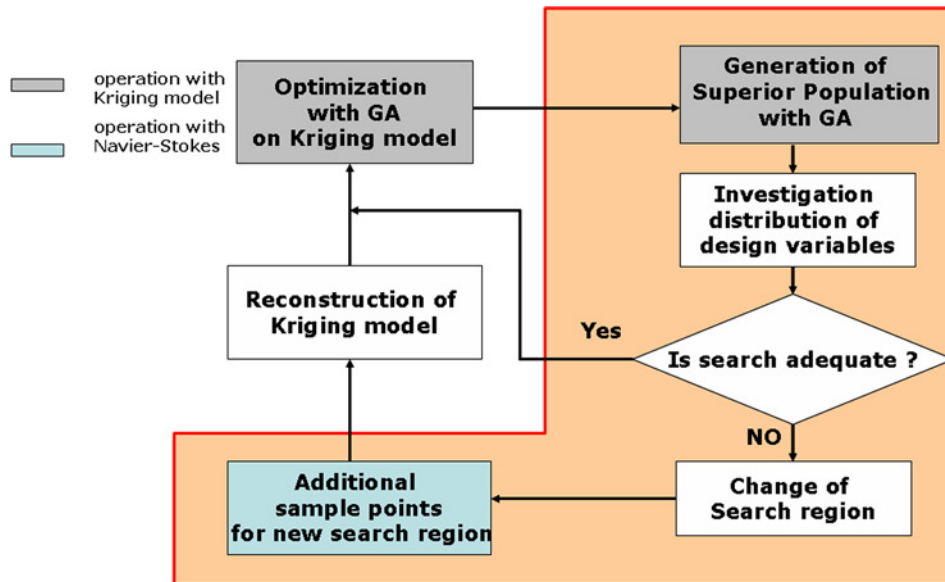 operation with
Kriging model
operation with
Navier-Stokes
Optimization
with GA
on Kriging model
Generation of
Superior Population
with GA
Investigation
distribution of
design variables
Reconstruction of
Kriging model
Yes
Is search adequate ?
NO
Additional
sample points
for new search region
Change of
Search region